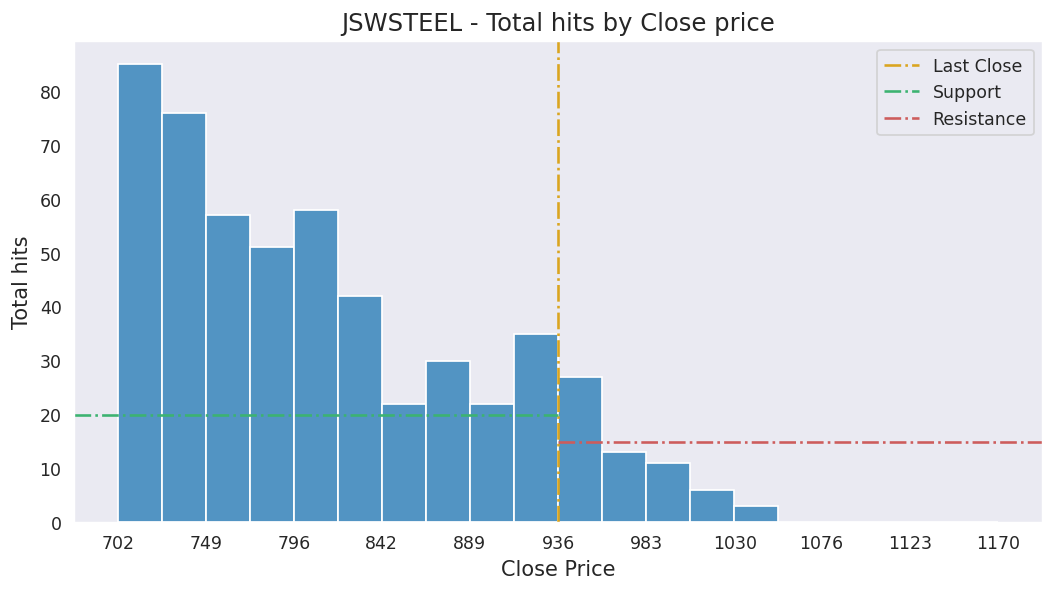 JSWSTEEL - Total hits by Close price
Last Close
Support
Resistance
Total hits
80
70
60
50
40
30
20
10
0
702 749 796 842 889 936 983 1030 1076 1123 1170
Close Price